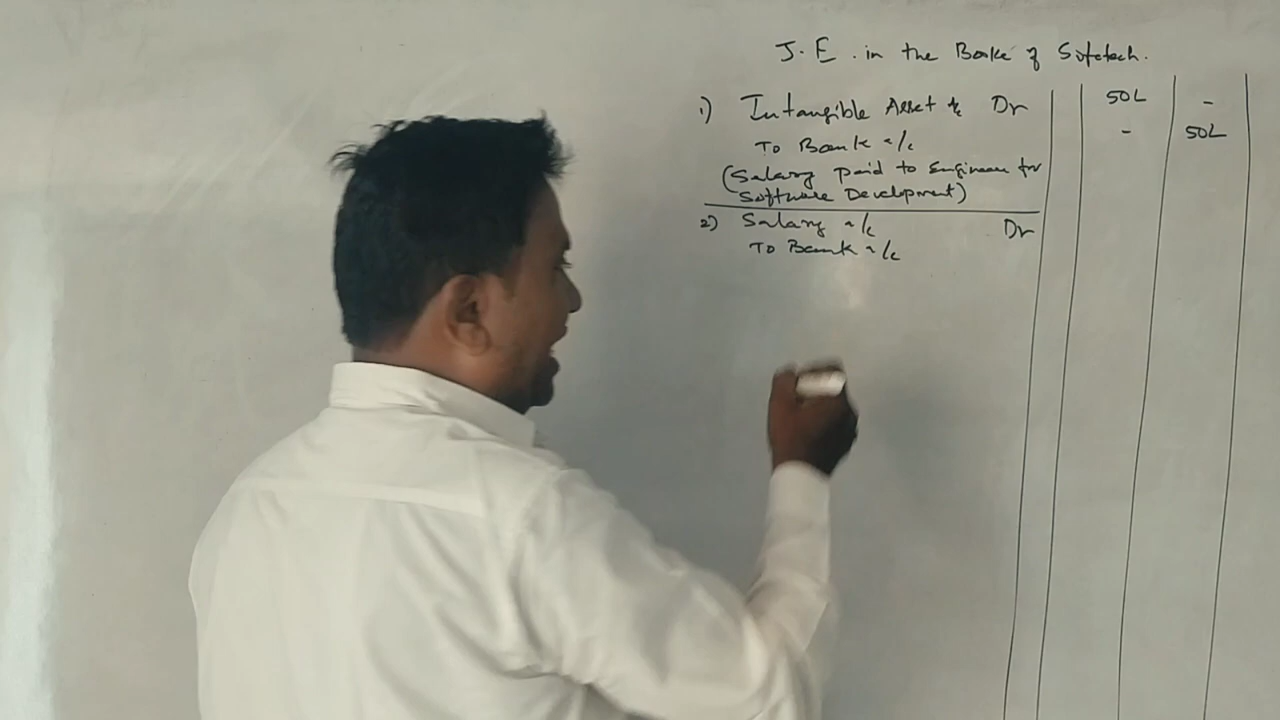 J.E. in the Books of Sofotech.
1) Intangible Asset a/c Dr 50L -
To Bank a/c - 50L
(Salary paid to Engineer for
Software Development)
2) Salary a/c Dr
To Bank a/c